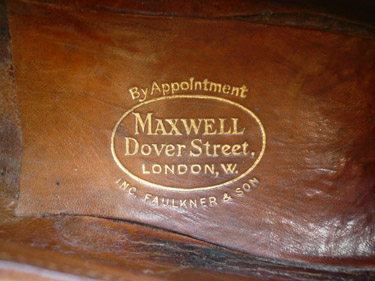 By Appointment
MAXWELL
Dover Street,
LONDON, W.
INC. FAULKNER & SON